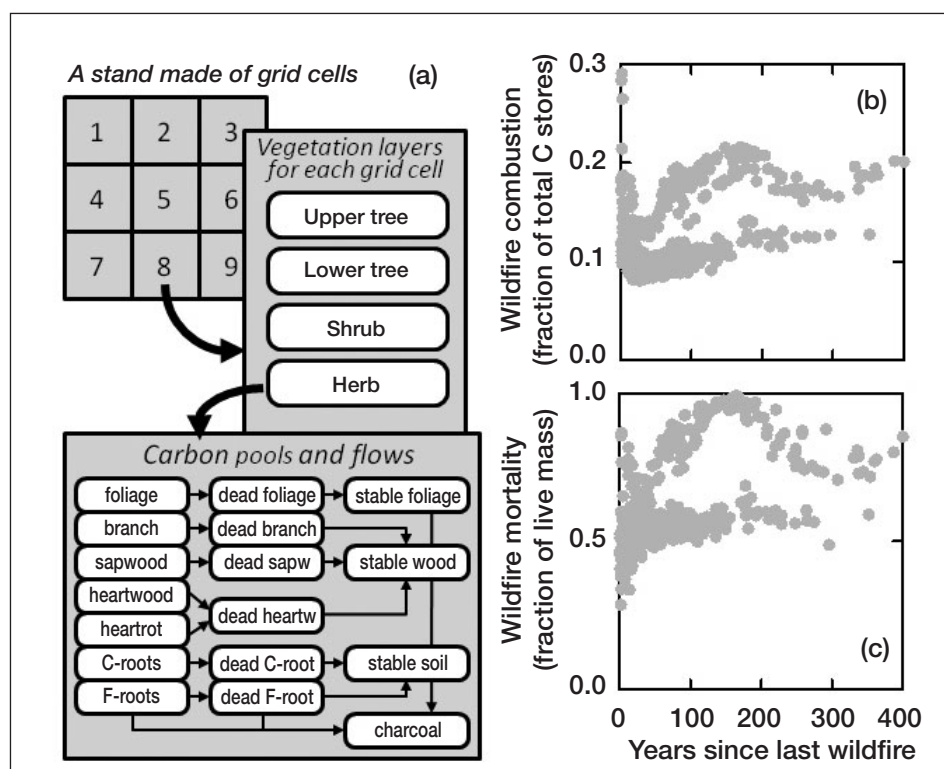 A stand made of grid cells
(a)
1 2 3
4 5 6
7 8 9
Vegetation layers
for each grid cell
Upper tree
Lower tree
Shrub
Herb
Carbon pools and flows
foliage dead foliage stable foliage
branch dead branch
sapwood dead sapw stable wood
heartwood
dead heartw
heartrot
C-roots dead C-root stable soil
F-roots dead F-root
charcoal
Wildfire combustion
(fraction of total C stores)
0.3
0.2
0.1
0.0
(b)
Wildfire mortality
(fraction of live mass)
1.0
0.5
0.0
(c)
0 100 200 300 400
Years since last wildfire